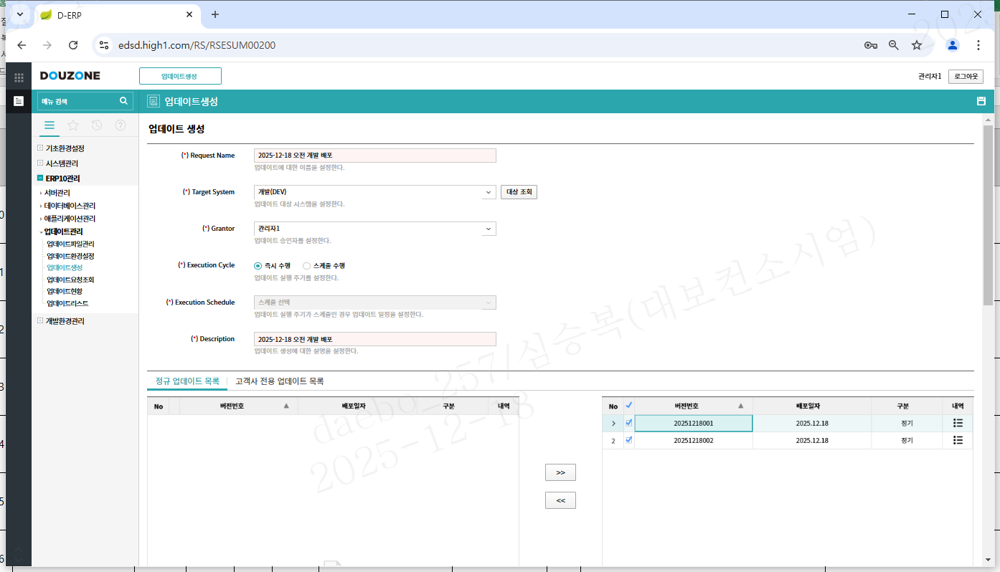 D-ERP
edsd.high1.com/RS/RSESUM00200
DOUZONE
업데이트생성
관리자1
로그아웃
메뉴 검색
업데이트생성
기초환경설정
시스템관리
ERP10관리
서버관리
데이터베이스관리
애플리케이션관리
업데이트관리
업데이트파일관리
업데이트환경설정
업데이트생성
업데이트요청조회
업데이트현황
업데이트리스트
개발환경관리
업데이트 생성
(*) Request Name
2025-12-18 오전 개발 배포
업데이트에 대한 이름을 설정한다.
(*) Target System
개발(DEV)
대상 조회
업데이트 대상 시스템을 설정한다.
(*) Grantor
관리자1
업데이트 승인자를 설정한다.
(*) Execution Cycle
즉시 수행
스케줄 수행
업데이트 실행 주기를 설정한다.
(*) Execution Schedule
스케줄 선택
업데이트 실행 주기가 스케줄인 경우 업데이트 일정을 설정한다.
(*) Description
2025-12-18 오전 개발 배포
업데이트 생성에 대한 설명을 설정한다.
정규 업데이트 목록
고객사 전용 업데이트 목록
No 버전번호 ▲ 배포일자 구분 내역
>>
<<
No 버전번호 ▲ 배포일자 구분 내역
20251218001 2025.12.18 정기
2 20251218002 2025.12.18 정기
daebo_257/심승복(대보컨소시엄)
2025-12-18